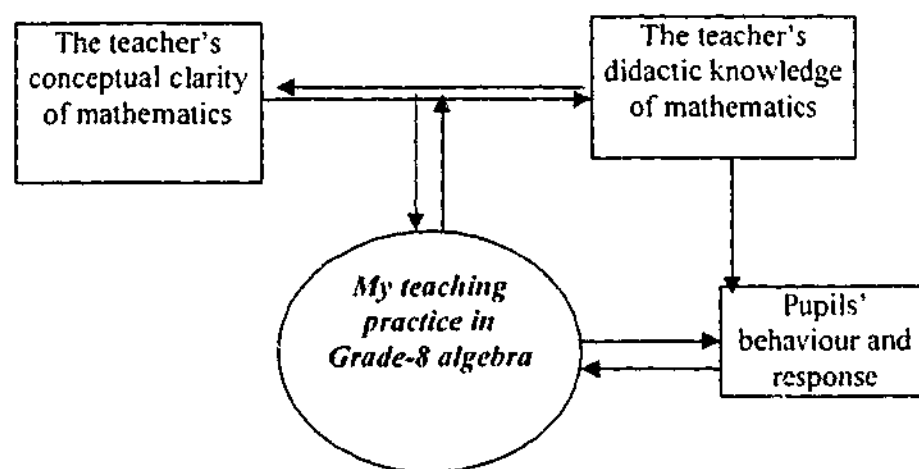 The teacher's
conceptual clarity
of mathematics
The teacher's
didactic knowledge
of mathematics
My teaching
practice in
Grade-8 algebra
Pupils'
behaviour and
response